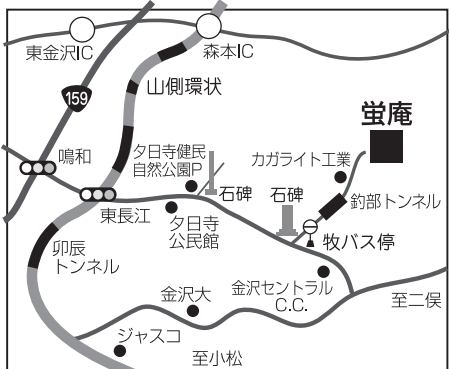 東金沢IC
森本IC
159
山側環状
蛍庵
鳴和
夕日寺健民
自然公園P
カガライト工業
石碑
石碑
釣部トンネル
東長江
夕日寺
公民館
牧バス停
卯辰
トンネル
金沢大
金沢セントラル
C.C.
至二俣
ジャスコ
至小松